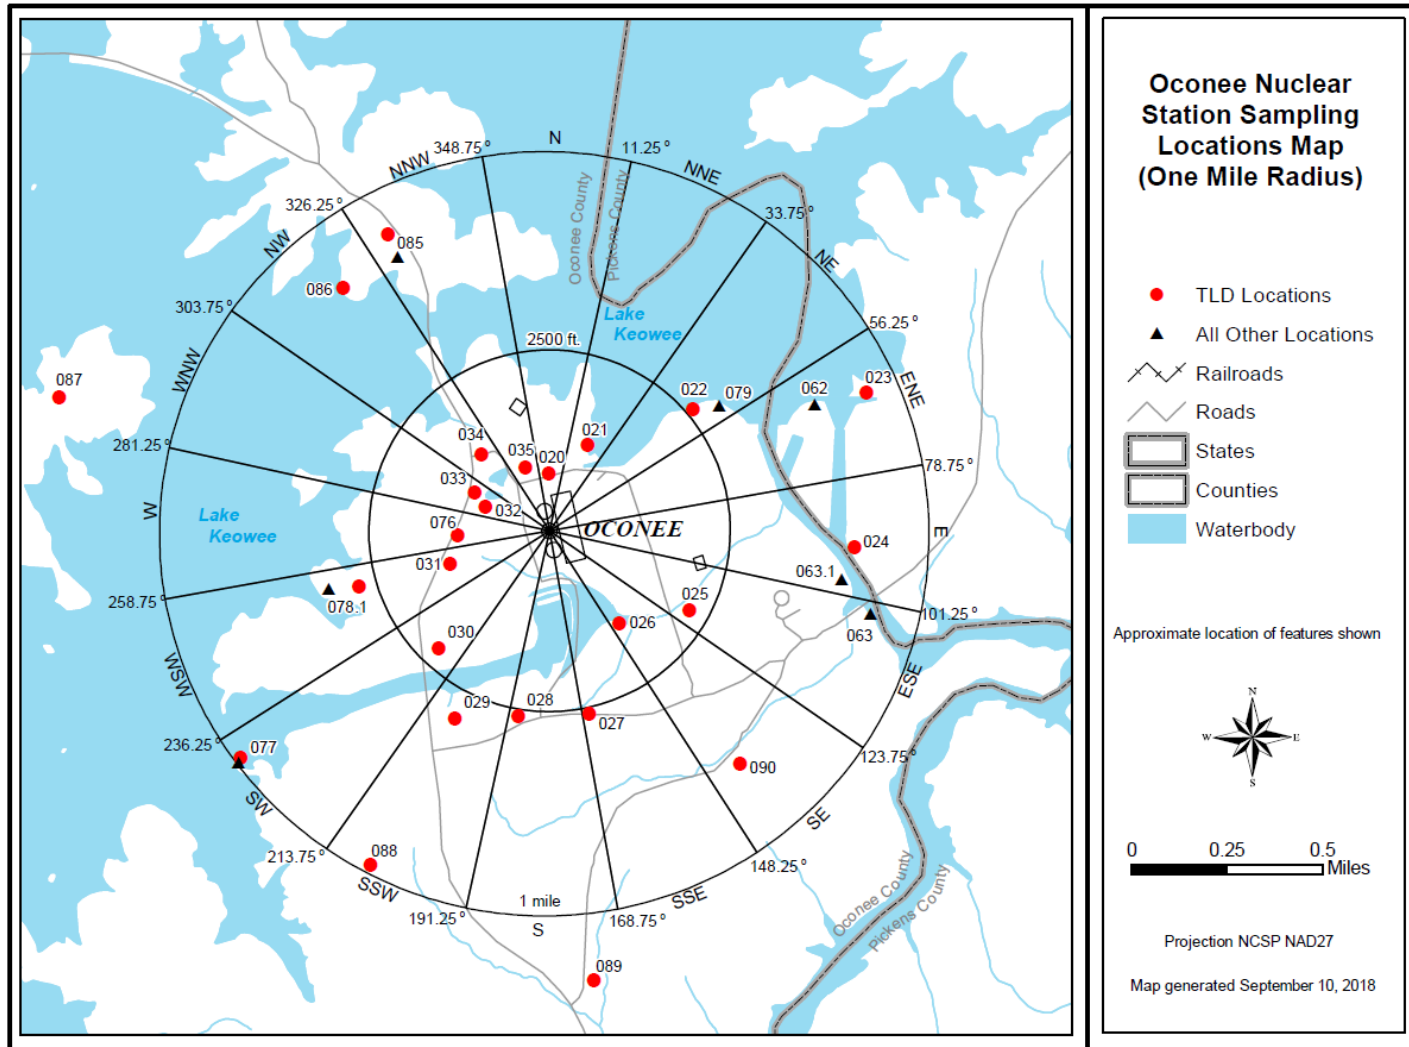 Oconee Nuclear
Station Sampling
Locations Map
(One Mile Radius)
TLD Locations
All Other Locations
Railroads
Roads
States
Counties
Waterbody
Approximate location of features shown
N
W
E
S
0
0.25
0.5
Miles
Projection NCSP NAD27
Map generated September 10, 2018
N
348.75°
11.25°
NNW
NNE
326.25°
33.75°
Oconee County
Pickens County
NW
085
NE
086
303.75°
Lake
Keowee
56.25°
2500 ft.
WNW
087
ENE
022
079
062
023
034
035
021
020
281.25°
78.75°
033
032
W
Lake
Keowee
076
OCONEE
E
024
031
063.1
258.75°
078.1
025
101.25°
026
063
030
WSW
ESE
029
028
027
236.25°
077
123.75°
090
SW
SE
213.75°
088
148.25°
SSW
SSE
Oconee County
Pickens County
191.25°
1 mile
168.75°
S
089